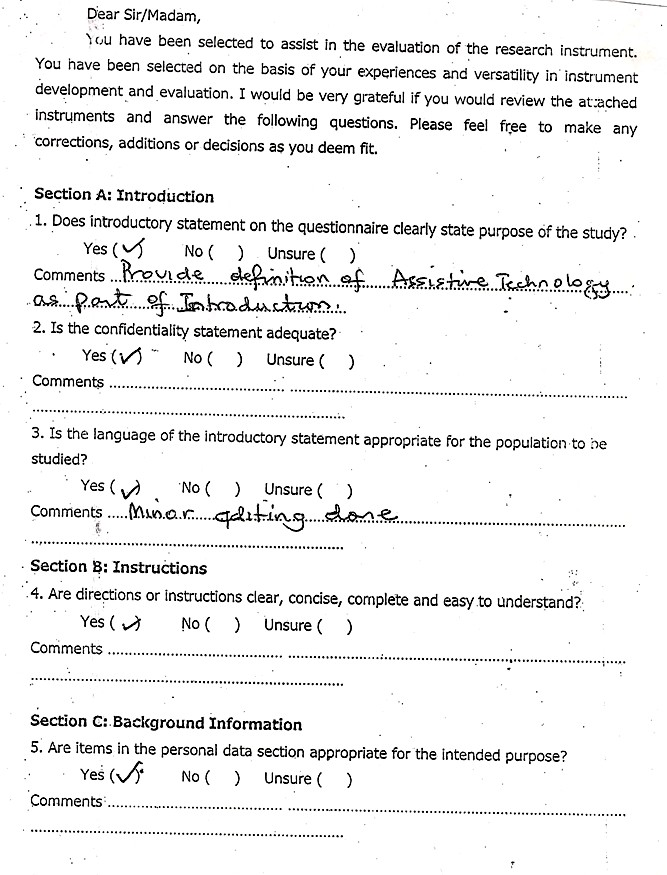 Dear Sir/Madam,
You have been selected to assist in the evaluation of the research instrument.
You have been selected on the basis of your experiences and versatility in instrument
development and evaluation. I would be very grateful if you would review the attached
instruments and answer the following questions. Please feel free to make any
corrections, additions or decisions as you deem fit.
Section A: Introduction
1. Does introductory statement on the questionnaire clearly state purpose of the study?
Yes (✓) No ( ) Unsure ( )
Comments ...Provide definition of Assistive Technology...
as part of Introduction...
2. Is the confidentiality statement adequate?
Yes (✓) No ( ) Unsure ( )
Comments ....................................
....................................
3. Is the language of the introductory statement appropriate for the population to be
studied?
Yes (✓) No ( ) Unsure ( )
Comments .....Minor editing done....................
....................................
Section B: Instructions
4. Are directions or instructions clear, concise, complete and easy to understand?
Yes (✓) No ( ) Unsure ( )
Comments ....................................
....................................
Section C: Background Information
5. Are items in the personal data section appropriate for the intended purpose?
Yes (✓) No ( ) Unsure ( )
Comments ....................................
....................................